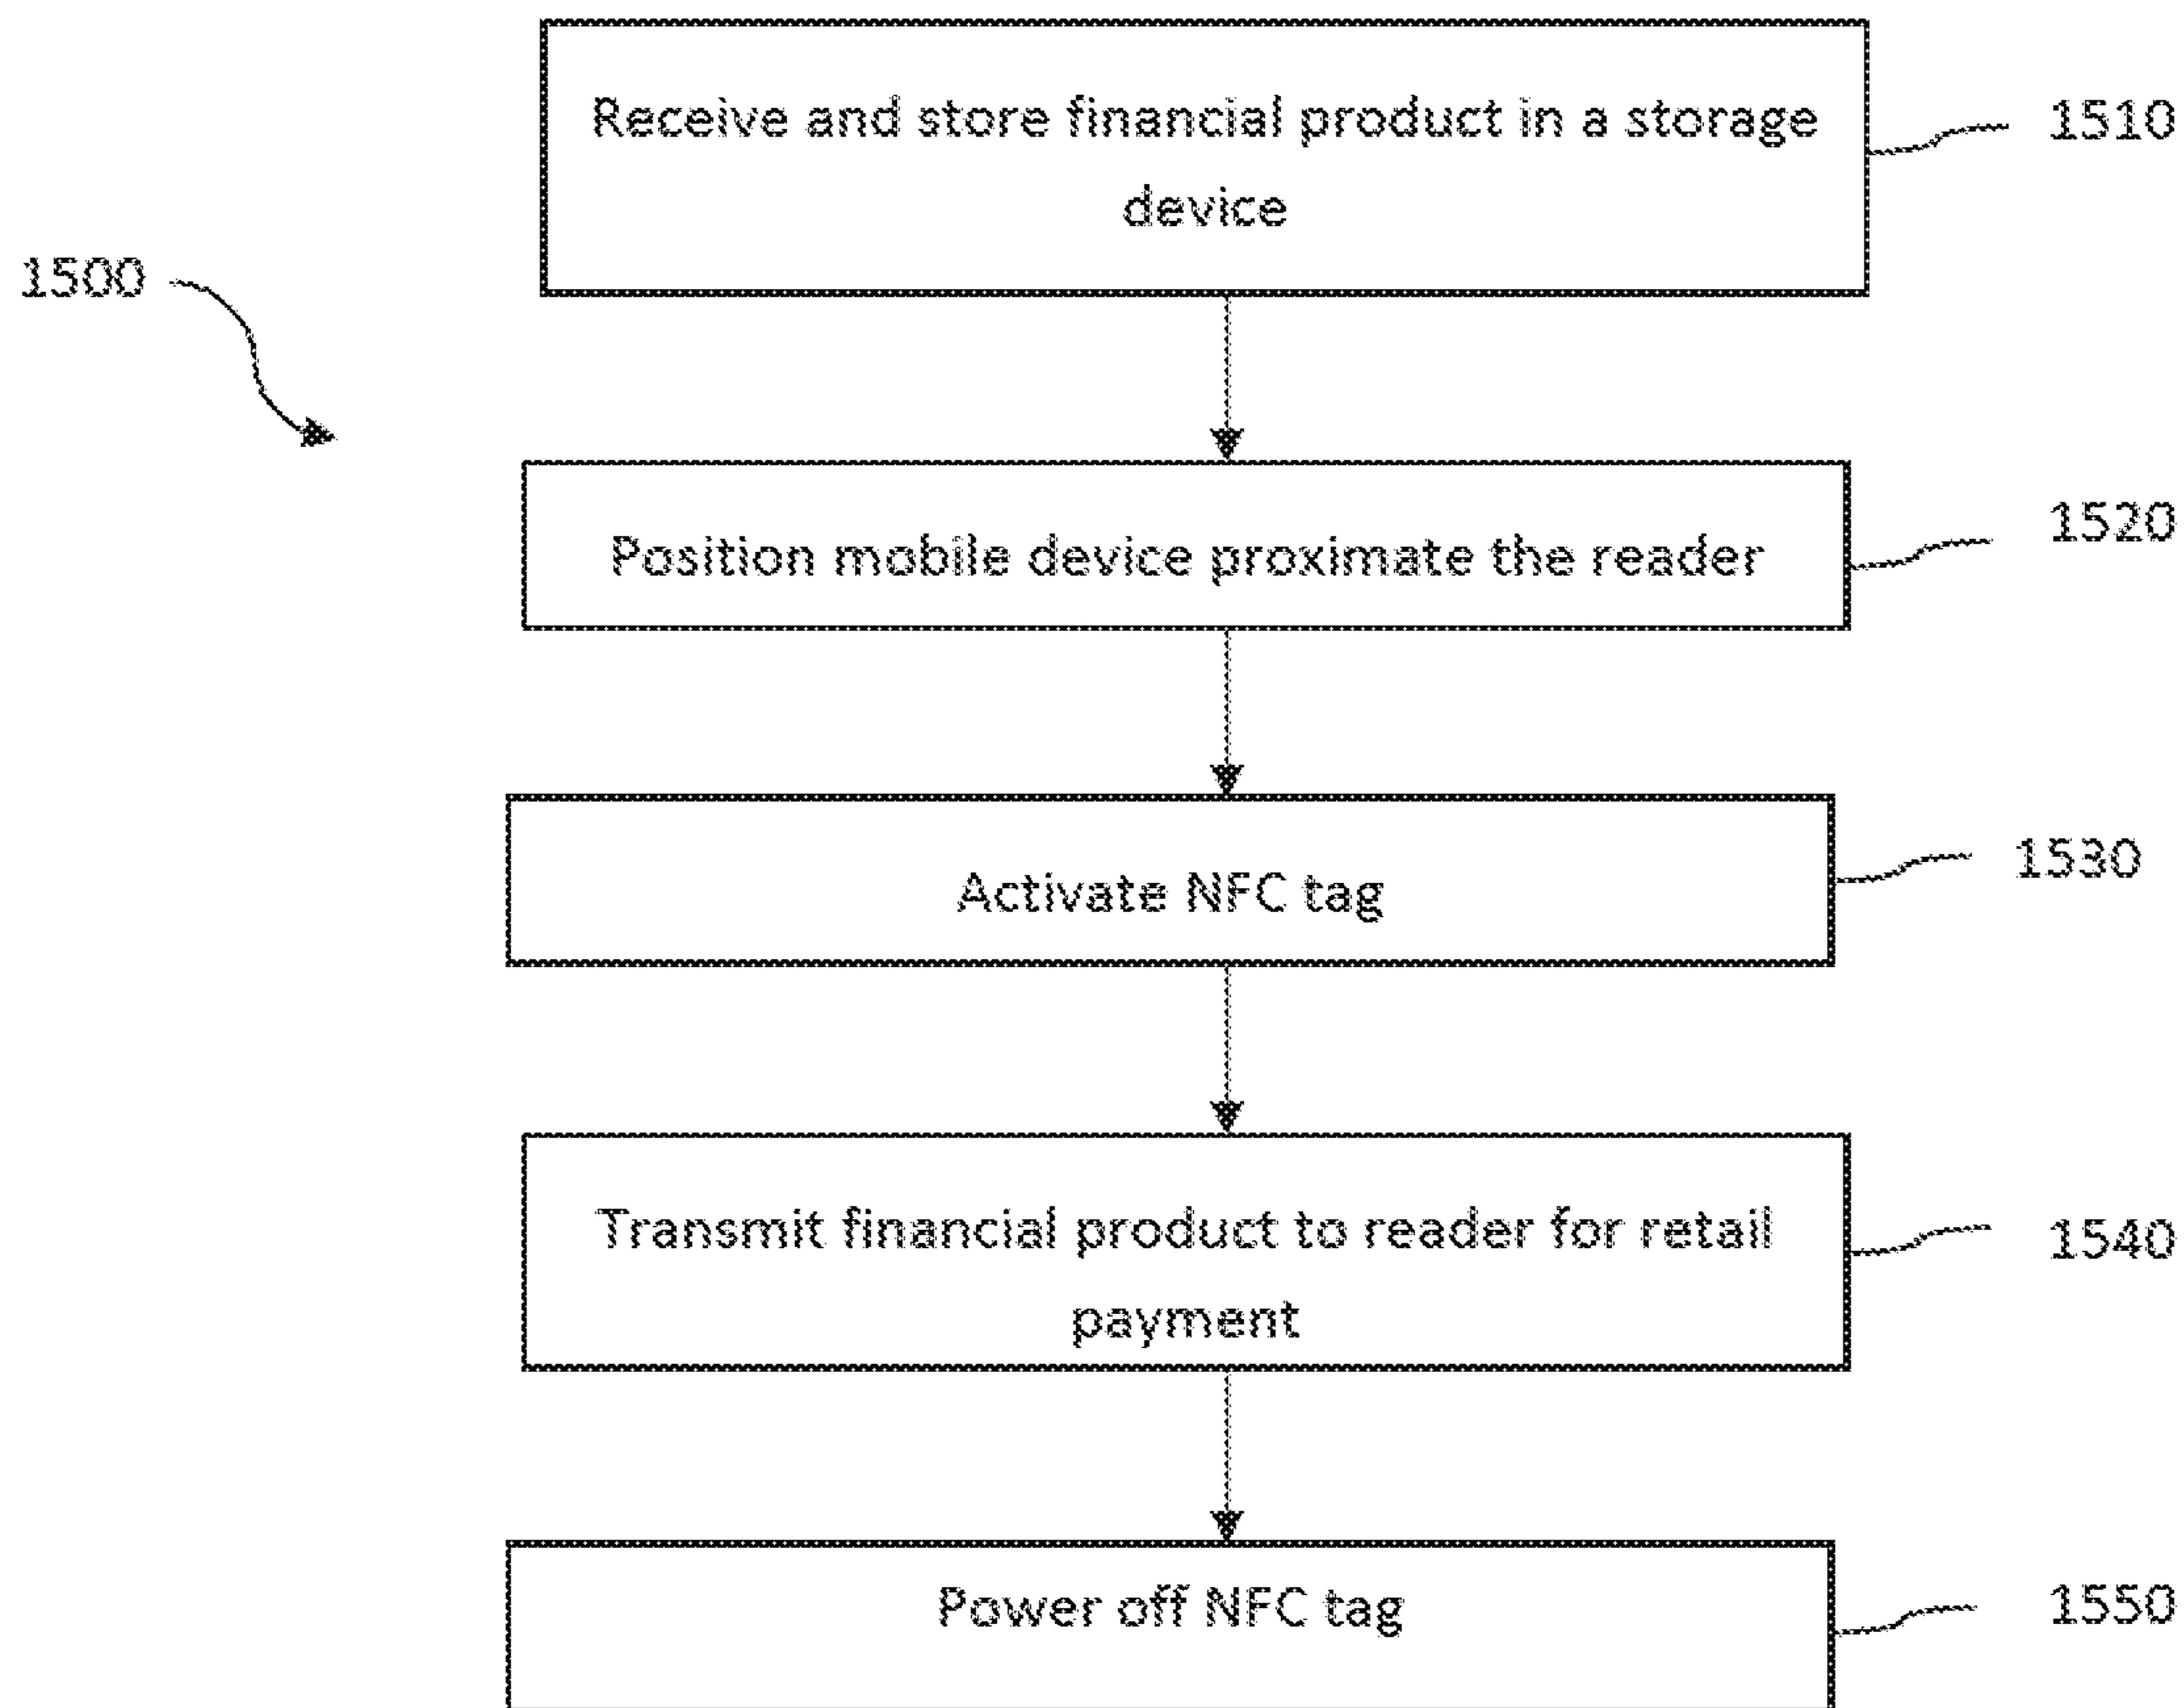 Receive and store financial product in a storage
device
1510
1500
Position mobile device proximate the reader
1520
Activate NFC tag
1530
Transmit financial product to reader for retail
payment
1540
Power off NFC tag
1550